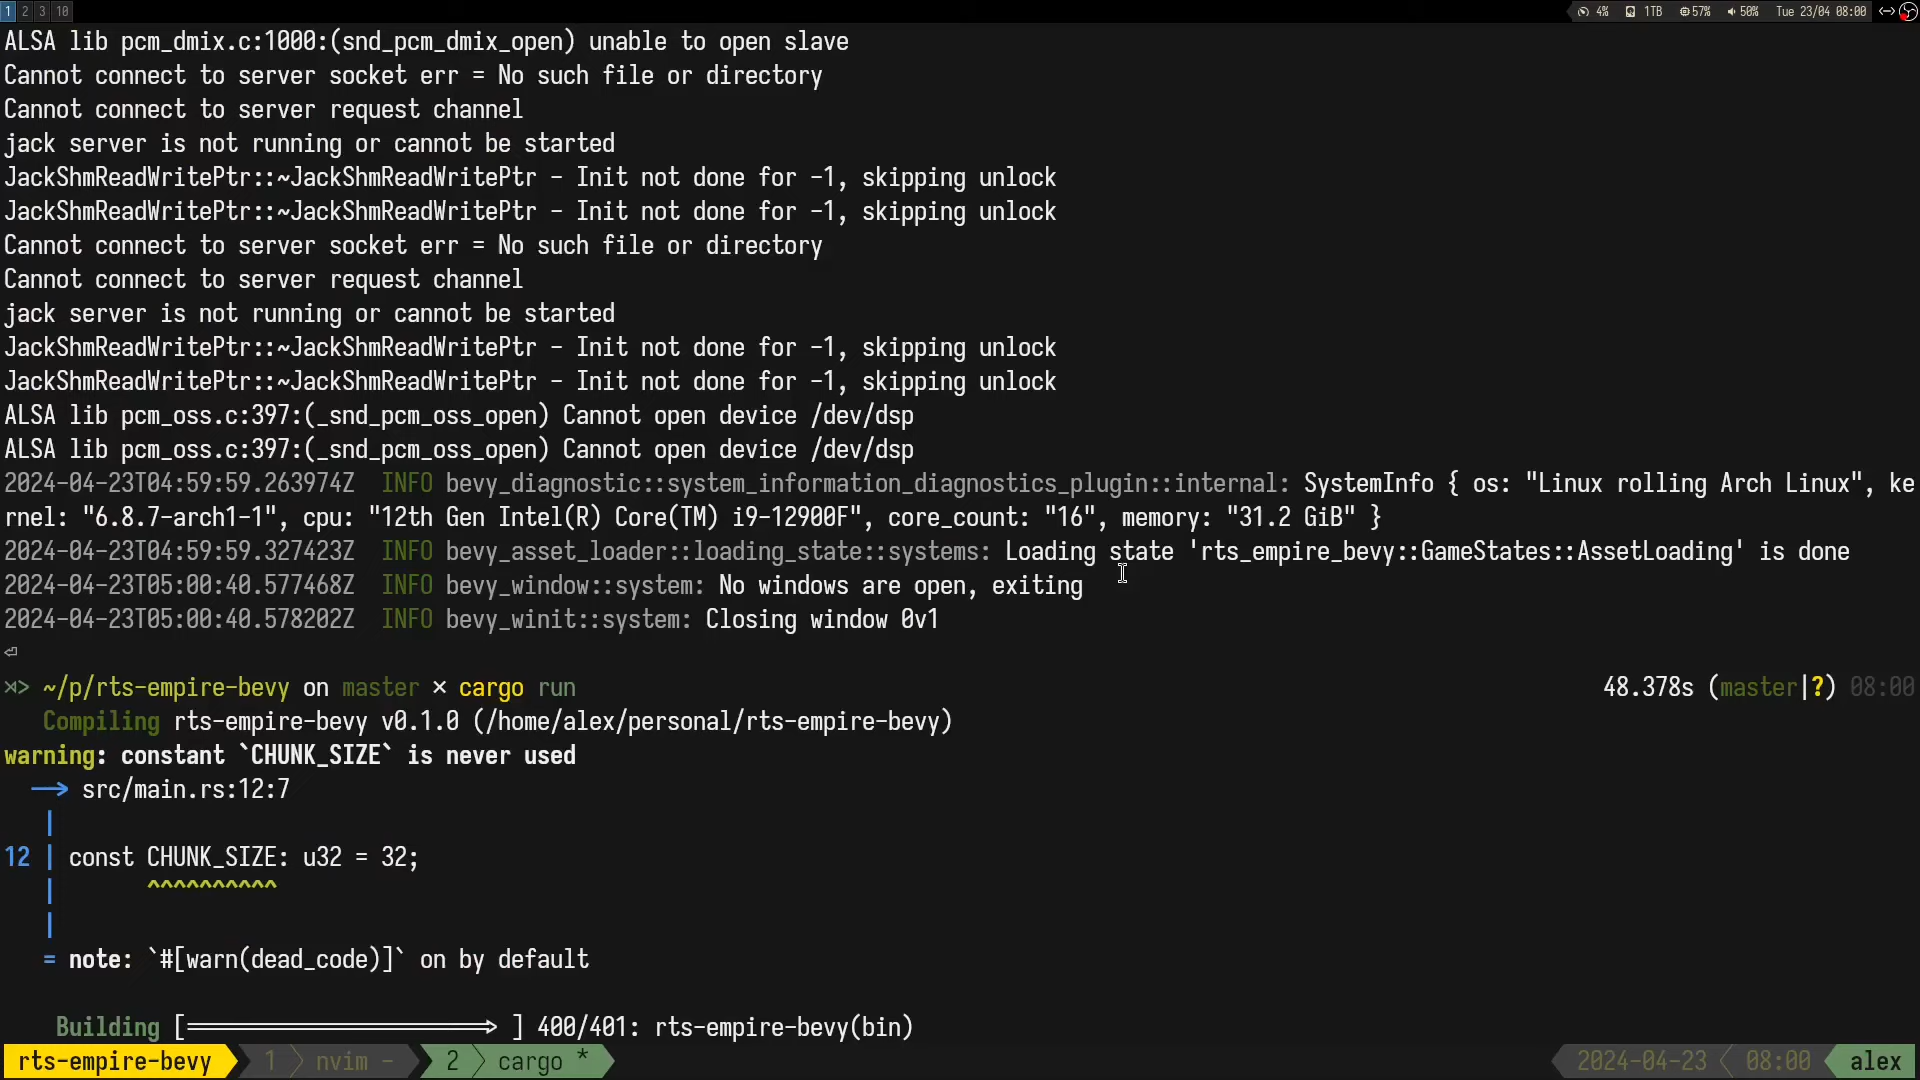 1 2 3 10 4% 1TB 57% 50% Tue 23/04 08:00
ALSA lib pcm_dmix.c:1000:(snd_pcm_dmix_open) unable to open slave
Cannot connect to server socket err = No such file or directory
Cannot connect to server request channel
jack server is not running or cannot be started
JackShmReadWritePtr::~JackShmReadWritePtr - Init not done for -1, skipping unlock
JackShmReadWritePtr::~JackShmReadWritePtr - Init not done for -1, skipping unlock
Cannot connect to server socket err = No such file or directory
Cannot connect to server request channel
jack server is not running or cannot be started
JackShmReadWritePtr::~JackShmReadWritePtr - Init not done for -1, skipping unlock
JackShmReadWritePtr::~JackShmReadWritePtr - Init not done for -1, skipping unlock
ALSA lib pcm_oss.c:397:(_snd_pcm_oss_open) Cannot open device /dev/dsp
ALSA lib pcm_oss.c:397:(_snd_pcm_oss_open) Cannot open device /dev/dsp
2024-04-23T04:59:59.263974Z  INFO bevy_diagnostic::system_information_diagnostics_plugin::internal: SystemInfo { os: "Linux rolling Arch Linux", ke
rnel: "6.8.7-arch1-1", cpu: "12th Gen Intel(R) Core(TM) i9-12900F", core_count: "16", memory: "31.2 GiB" }
2024-04-23T04:59:59.327423Z  INFO bevy_asset_loader::loading_state::systems: Loading state 'rts_empire_bevy::GameStates::AssetLoading' is done
2024-04-23T05:00:40.577468Z  INFO bevy_window::system: No windows are open, exiting
2024-04-23T05:00:40.578202Z  INFO bevy_winit::system: Closing window 0v1
⏎
⋊> ~/p/rts-empire-bevy on master × cargo run 48.378s (master|?) 08:00
Compiling rts-empire-bevy v0.1.0 (/home/alex/personal/rts-empire-bevy)
warning: constant `CHUNK_SIZE` is never used
--> src/main.rs:12:7
|
12 | const CHUNK_SIZE: u32 = 32;
| ^^^^^^^^^^
|
= note: `#[warn(dead_code)]` on by default
Building [=======================> ] 400/401: rts-empire-bevy(bin)
rts-empire-bevy 1 nvim - 2 cargo * 2024-04-23 08:00 alex